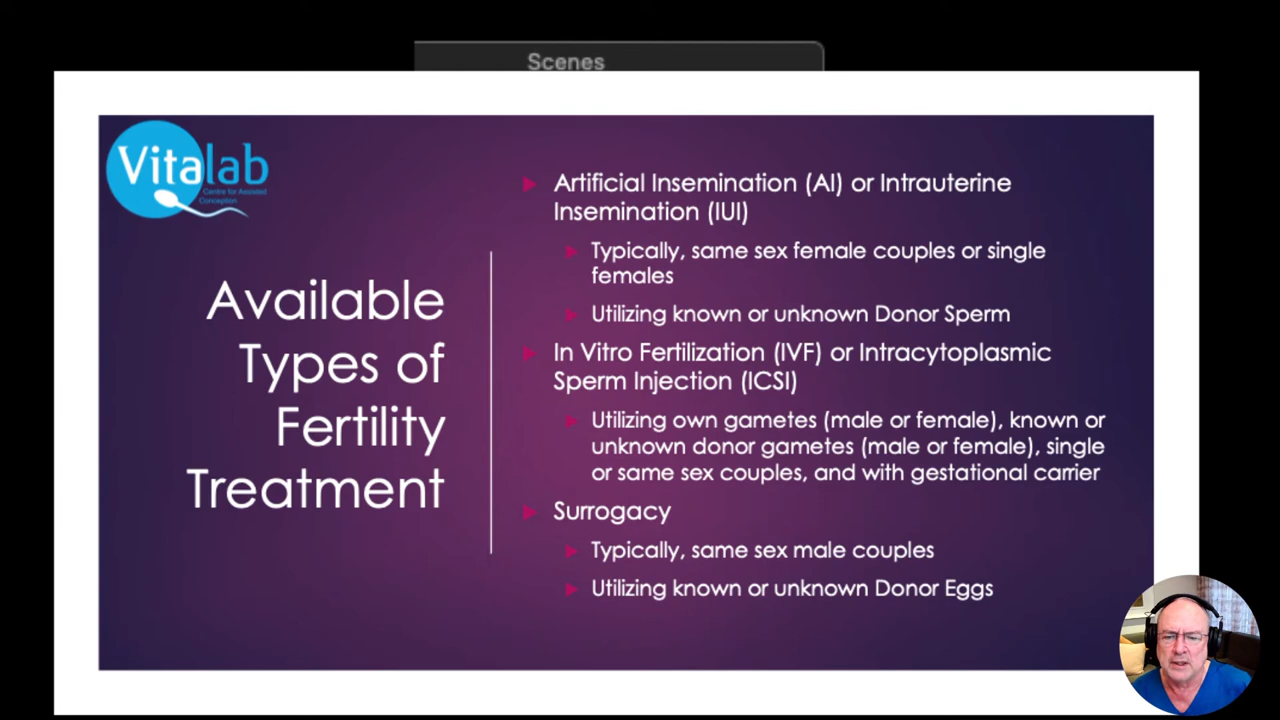 Scenes
Vitalab
Centre for Assisted
Conception
Available
Types of
Fertility
Treatment
Artificial Insemination (AI) or Intrauterine
Insemination (IUI)
Typically, same sex female couples or single
females
Utilizing known or unknown Donor Sperm
In Vitro Fertilization (IVF) or Intracytoplasmic
Sperm Injection (ICSI)
Utilizing own gametes (male or female), known or
unknown donor gametes (male or female), single
or same sex couples, and with gestational carrier
Surrogacy
Typically, same sex male couples
Utilizing known or unknown Donor Eggs